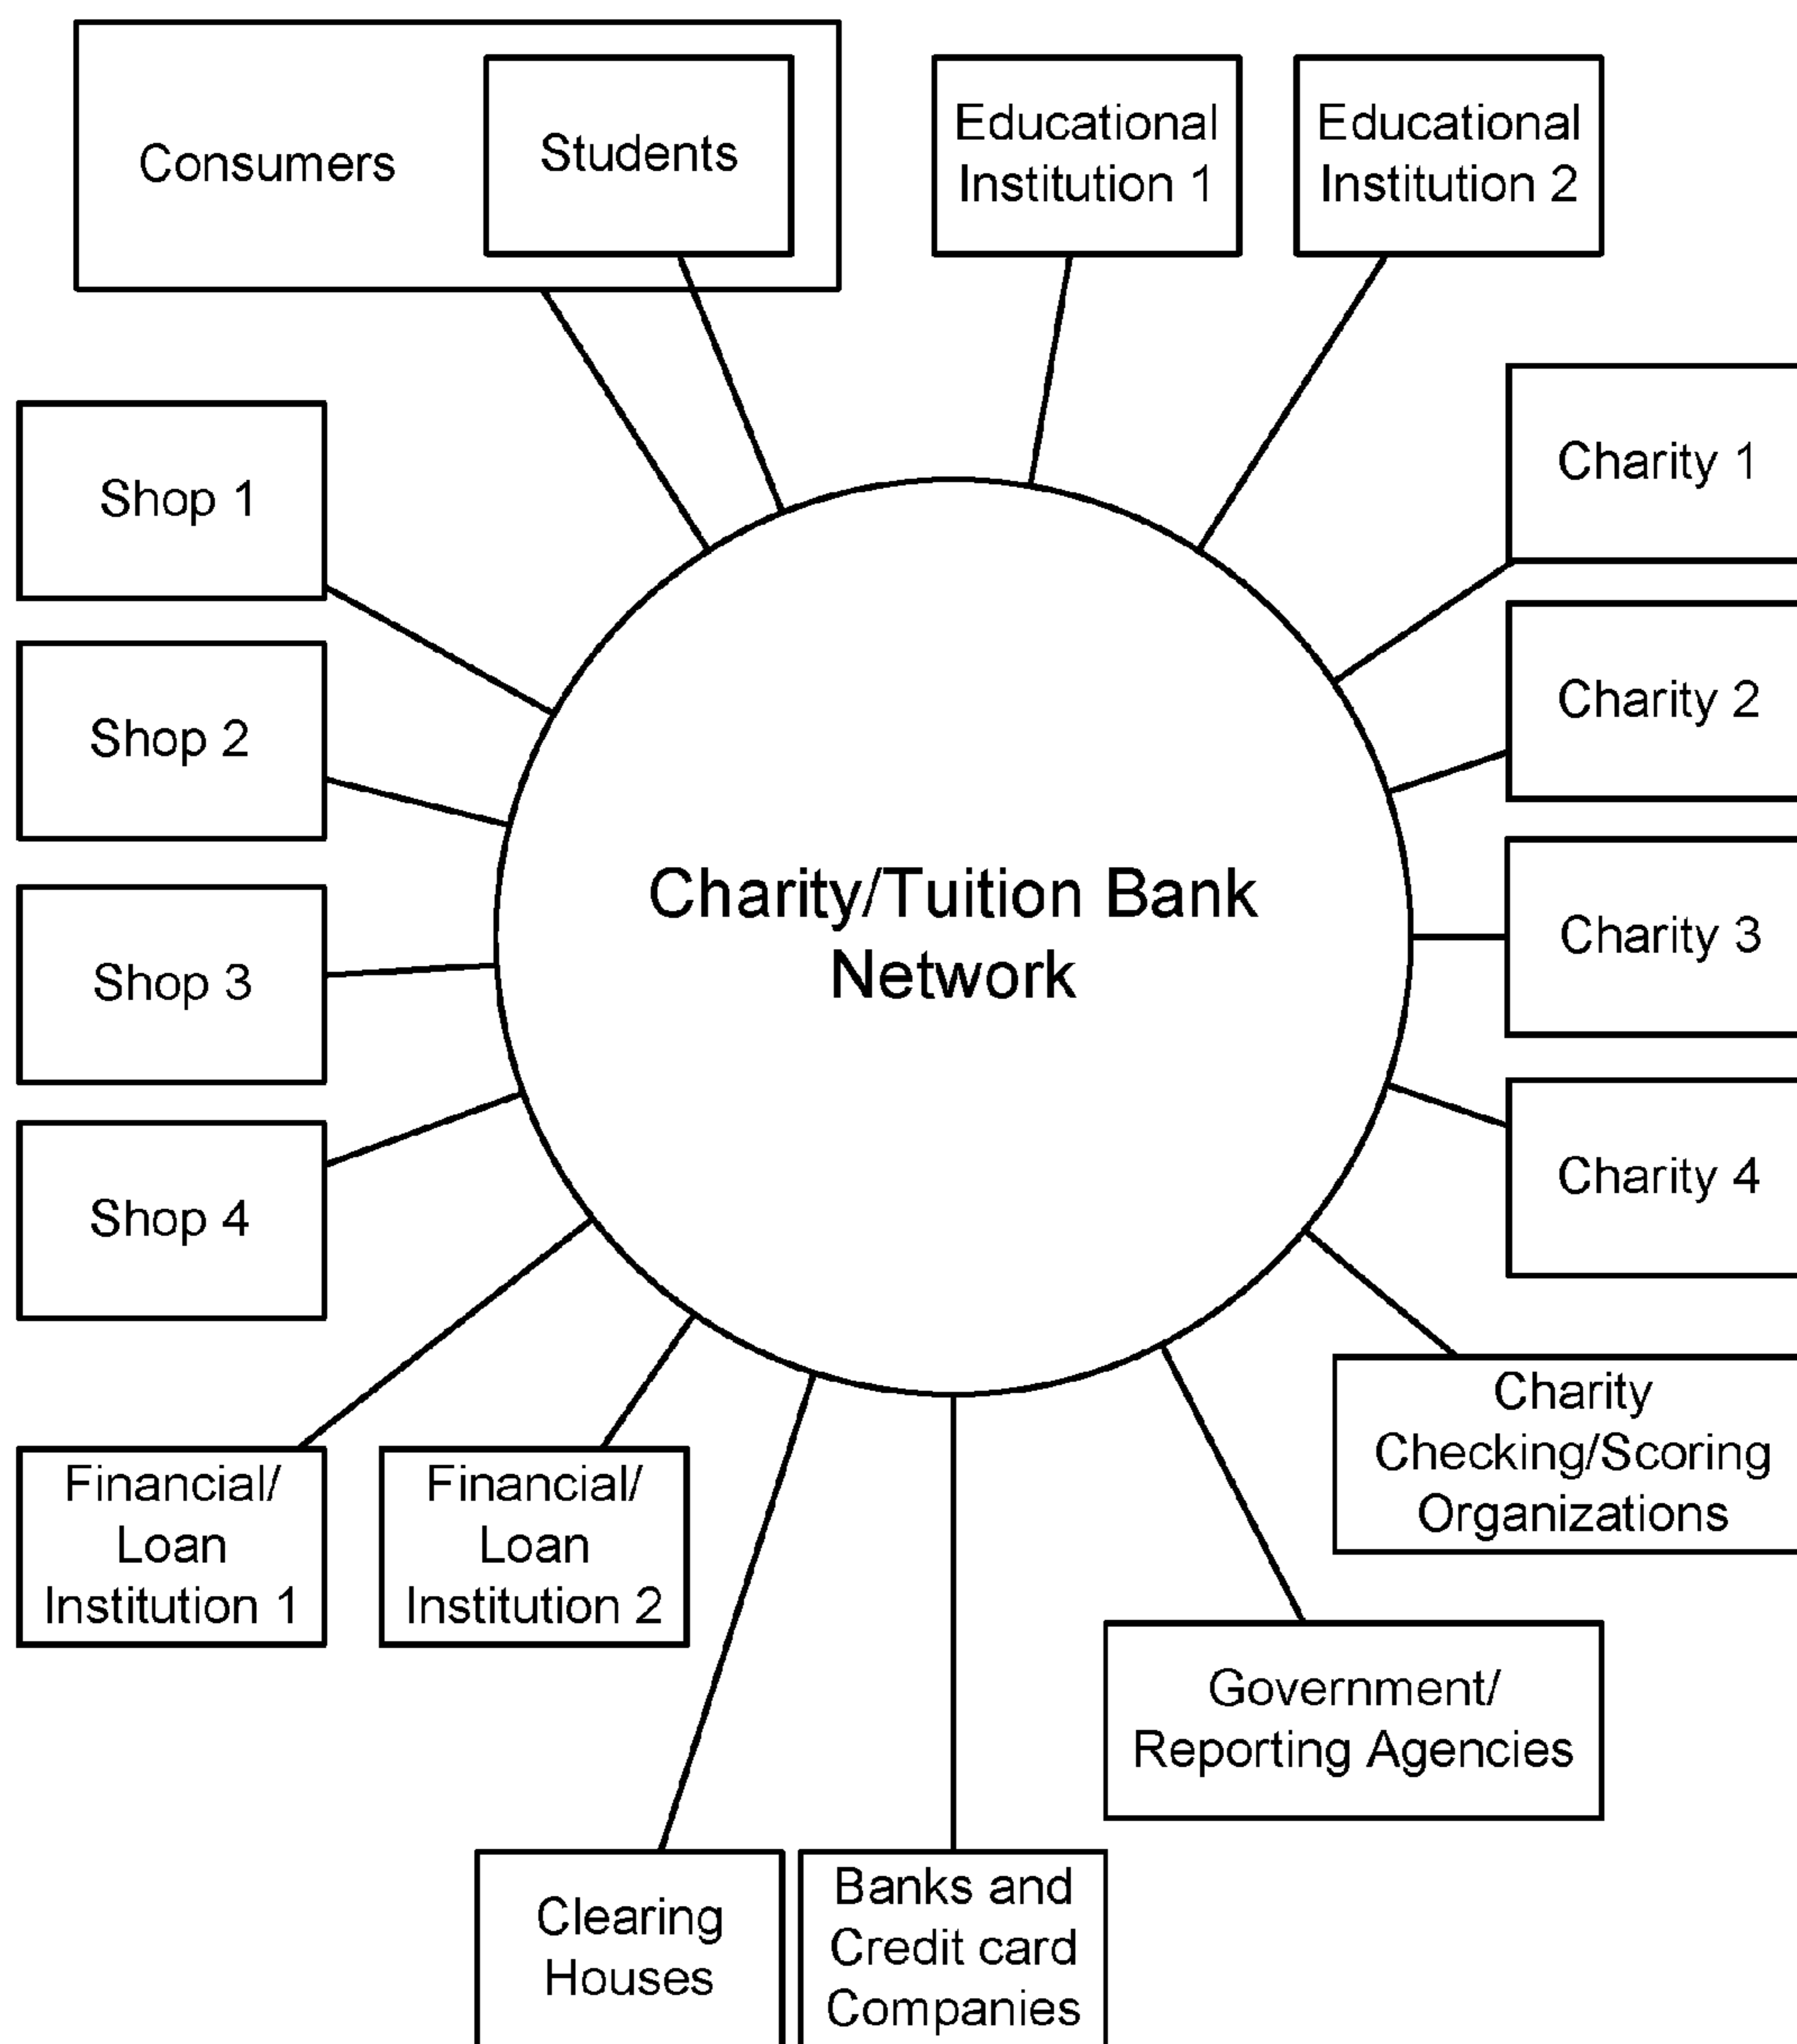 Consumers
Students
Educational
Institution 1
Educational
Institution 2
Shop 1
Charity 1
Shop 2
Charity 2
Charity/Tuition Bank
Network
Shop 3
Charity 3
Shop 4
Charity 4
Financial/
Loan
Institution 1
Financial/
Loan
Institution 2
Charity
Checking/Scoring
Organizations
Government/
Reporting Agencies
Clearing
Houses
Banks and
Credit card
Companies